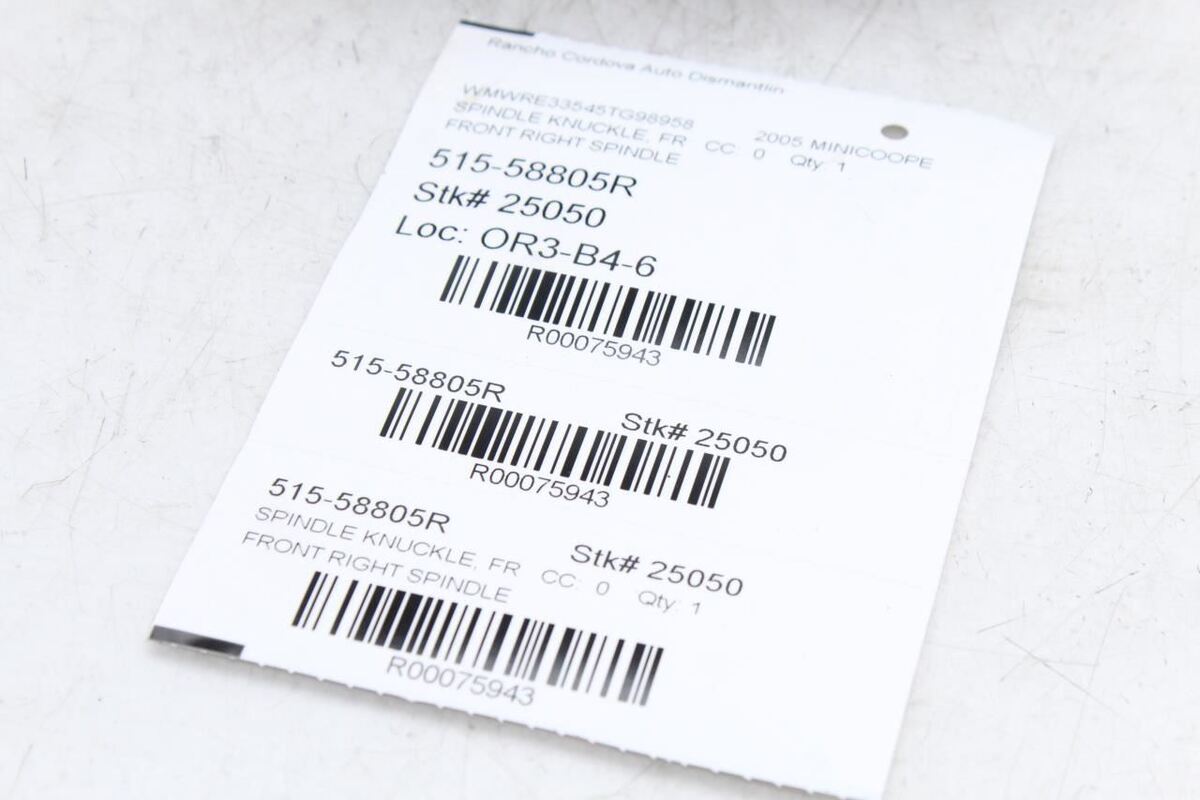 Rancho Cordova Auto Dismantlin
WMWRE33545TG98958 2005 MINICOOPE
SPINDLE KNUCKLE, FR CC: 0 Qty: 1
FRONT RIGHT SPINDLE
515-58805R
Stk# 25050
Loc: OR3-B4-6
R00075943
515-58805R Stk# 25050
R00075943
515-58805R Stk# 25050
SPINDLE KNUCKLE, FR CC: 0 Qty: 1
FRONT RIGHT SPINDLE
R00075943